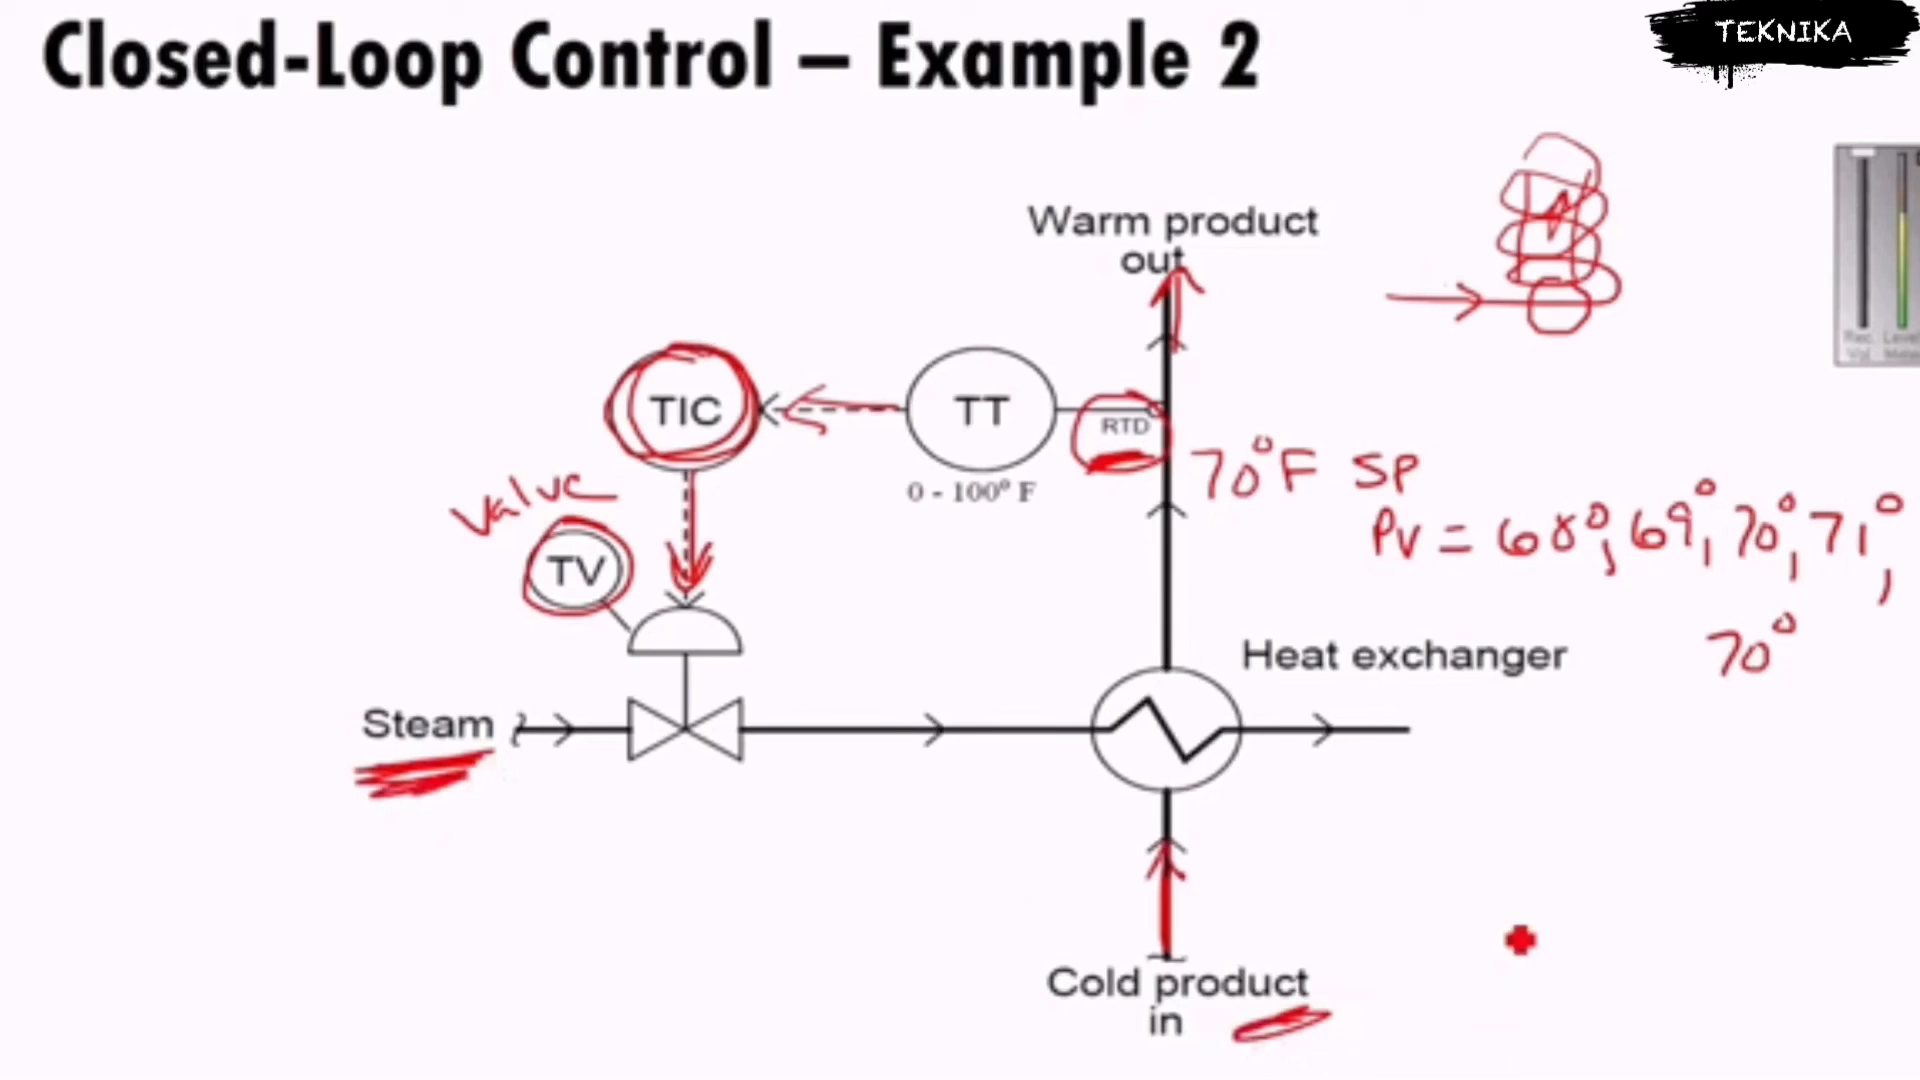 Closed-Loop Control – Example 2
TEKNIKA
Warm product
out
TIC
TT
RTD
0 - 100° F
70°F SP
Valve
TV
PV = 68°, 69°, 70°, 71°,
70°
Heat exchanger
Steam
Cold product
in